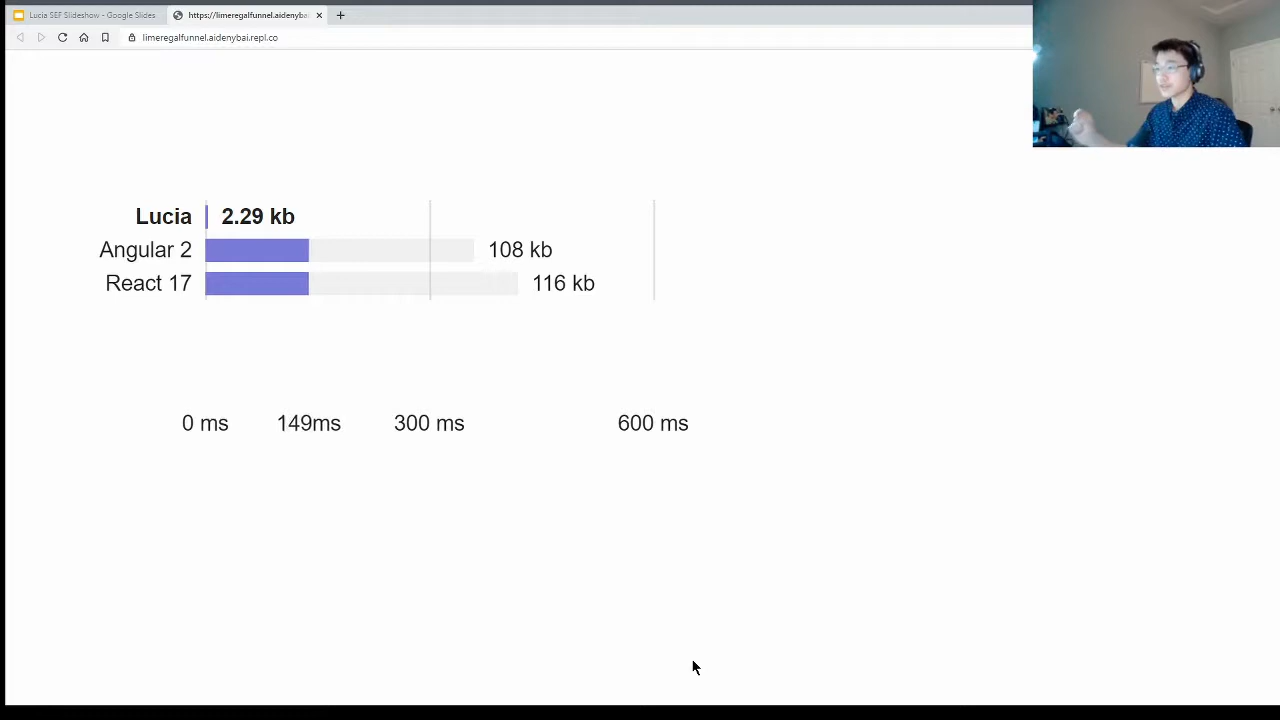 Lucia SEF Slideshow - Google Slides
https://limeregalfunnel.aidenybai
limeregalfunnel.aidenybai.repl.co
Lucia 2.29 kb
Angular 2 108 kb
React 17 116 kb
0 ms 149ms 300 ms 600 ms